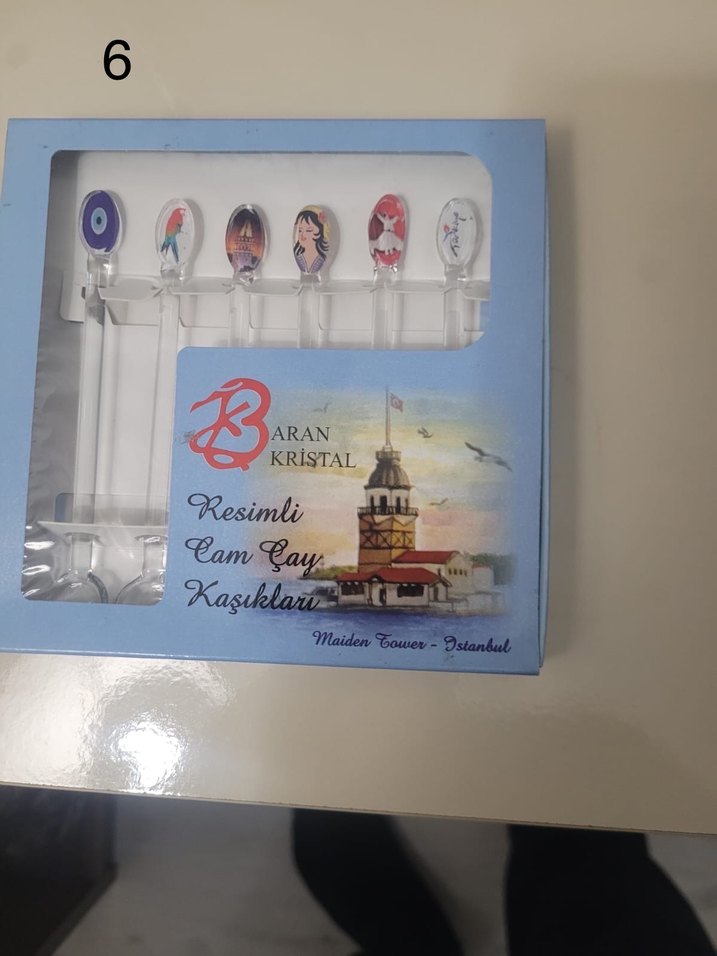 6
BARAN
KRİSTAL
Resimli
Cam Çay
Kaşıkları
Maiden Tower - Istanbul